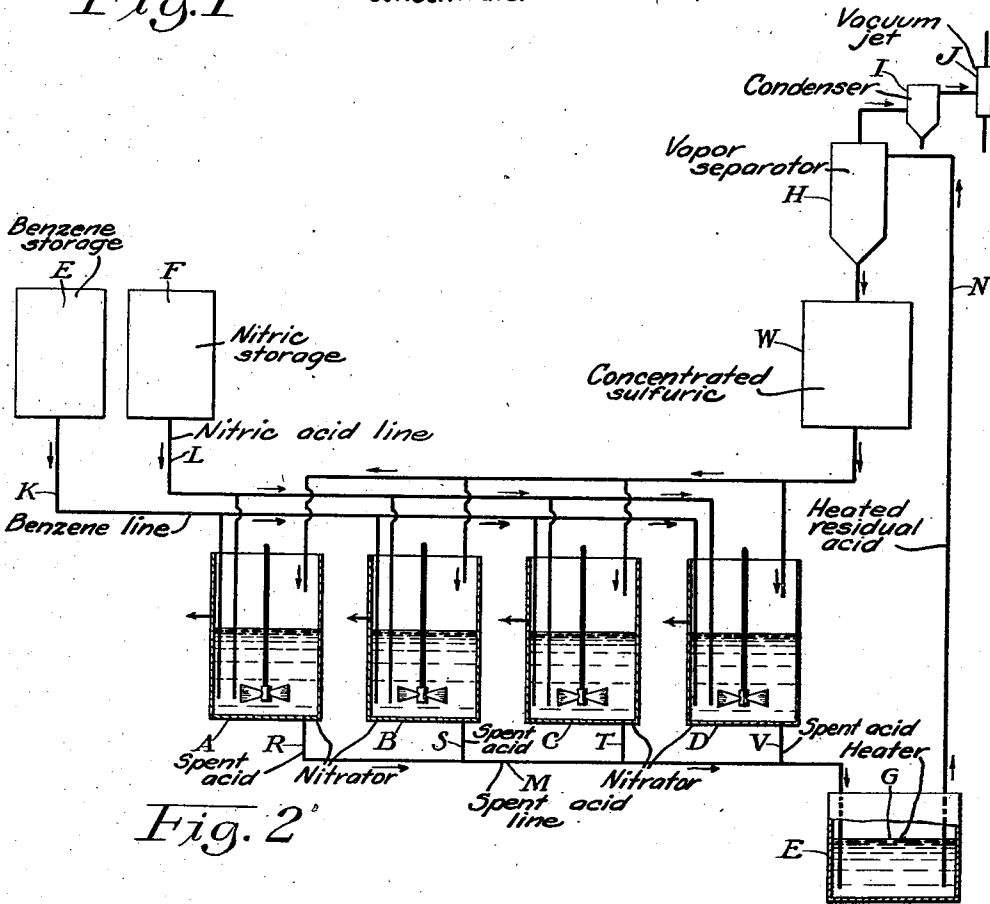 Fig. 1
Vacuum
jet
J
I
Condenser
Vapor
separator
H
Benzene
storage
E
F
N
Nitric
storage
W
Concentrated
sulfuric
Nitric acid line
L
K
Benzene line
Heated
residual
acid
A
R
B
S
Spent
acid
C
T
D
V
Spent acid
Heater
Spent
acid
Nitrator
M
Nitrator
G
Spent acid
line
Fig. 2
E